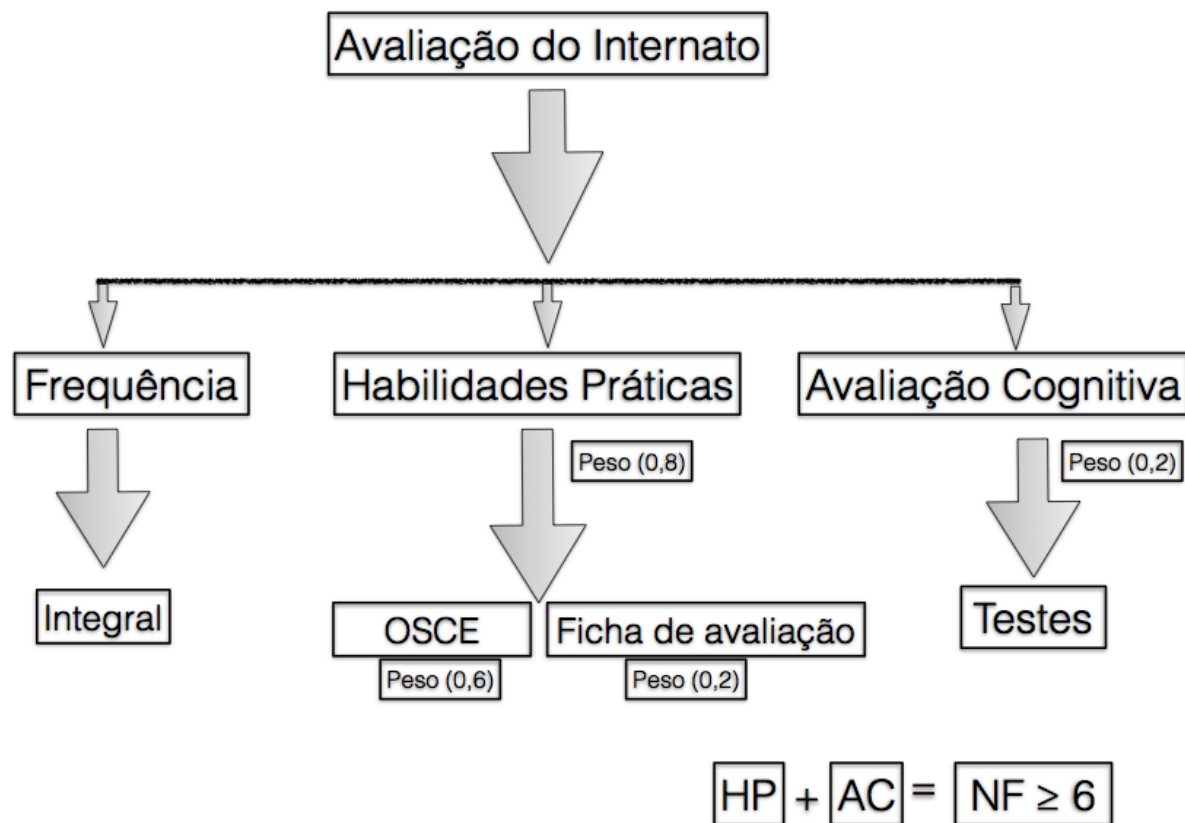 Avaliação do Internato
Frequência
Habilidades Práticas
Avaliação Cognitiva
Peso (0,8)
Peso (0,2)
Integral
OSCE
Ficha de avaliação
Testes
Peso (0,6)
Peso (0,2)
HP + AC = NF ≥ 6